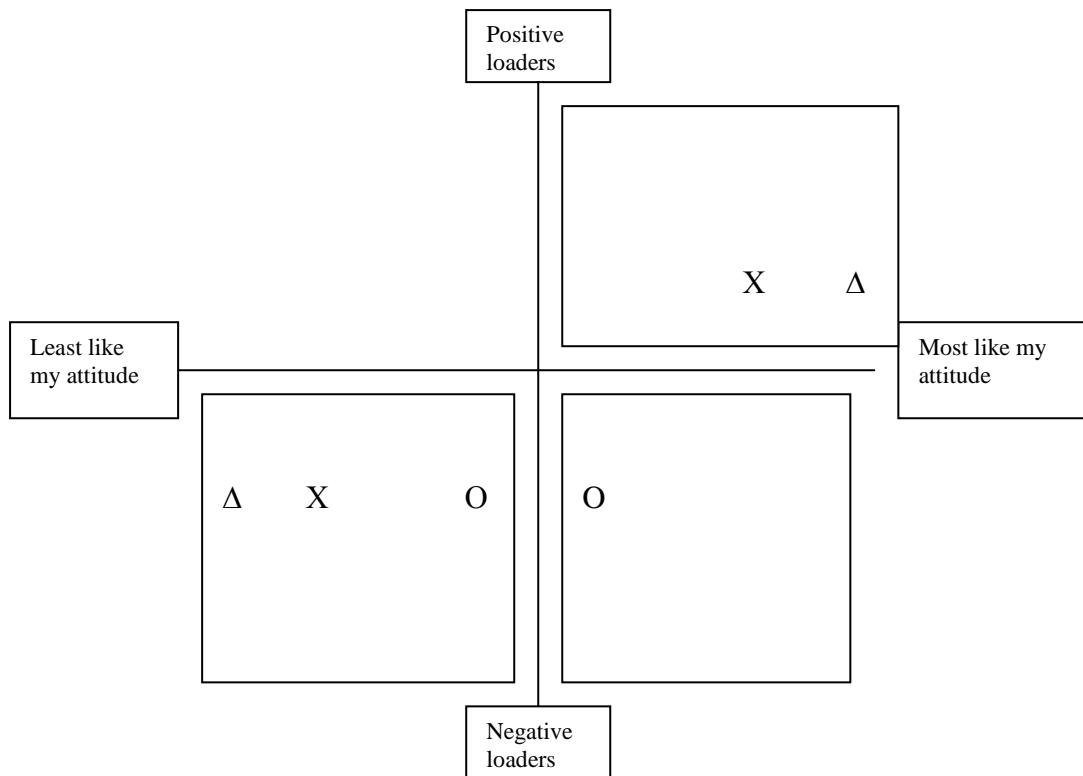 Positive
loaders
X Δ
Least like
my attitude
Most like my
attitude
Δ X O
O
Negative
loaders